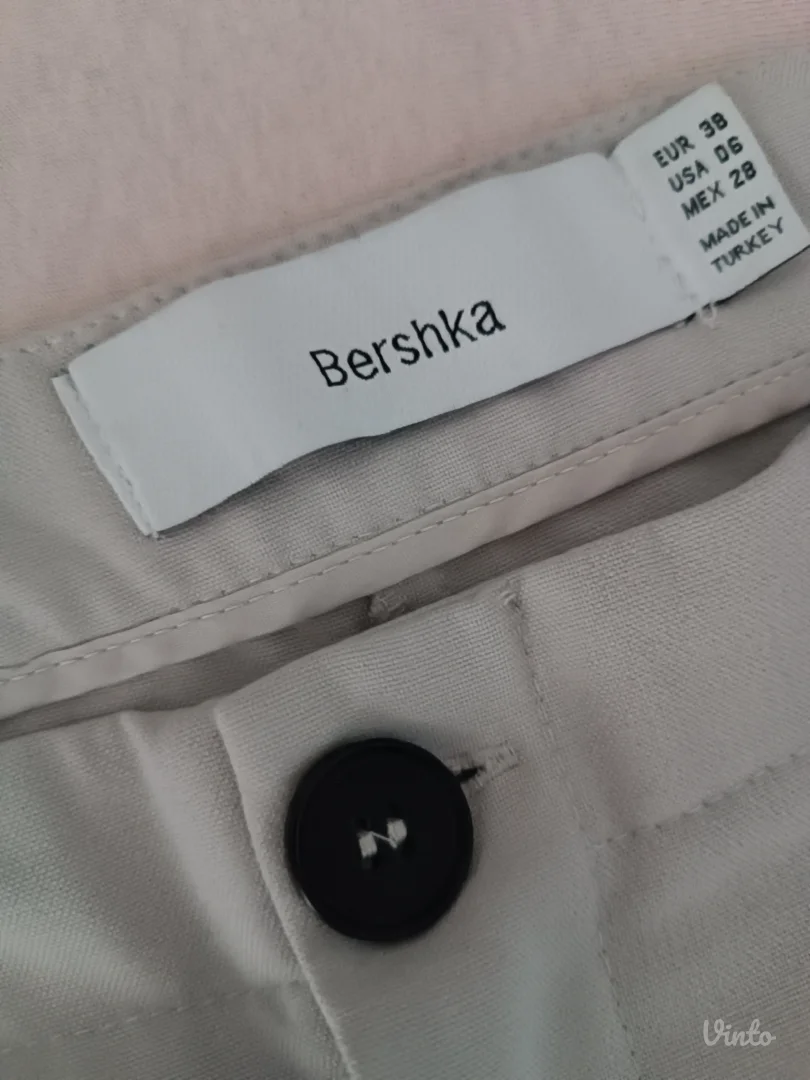 Bershka
EUR 38
USA 06
MEX 28
MADE IN
TURKEY
Vinto